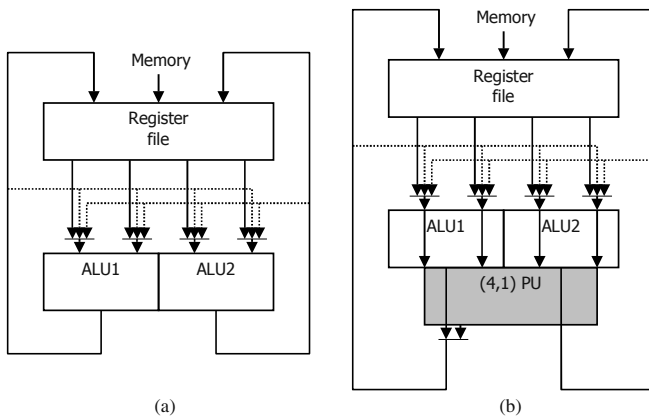 Memory
Register
file
ALU1
ALU2
(a)
Memory
Register
file
ALU1
ALU2
(4,1) PU
(b)